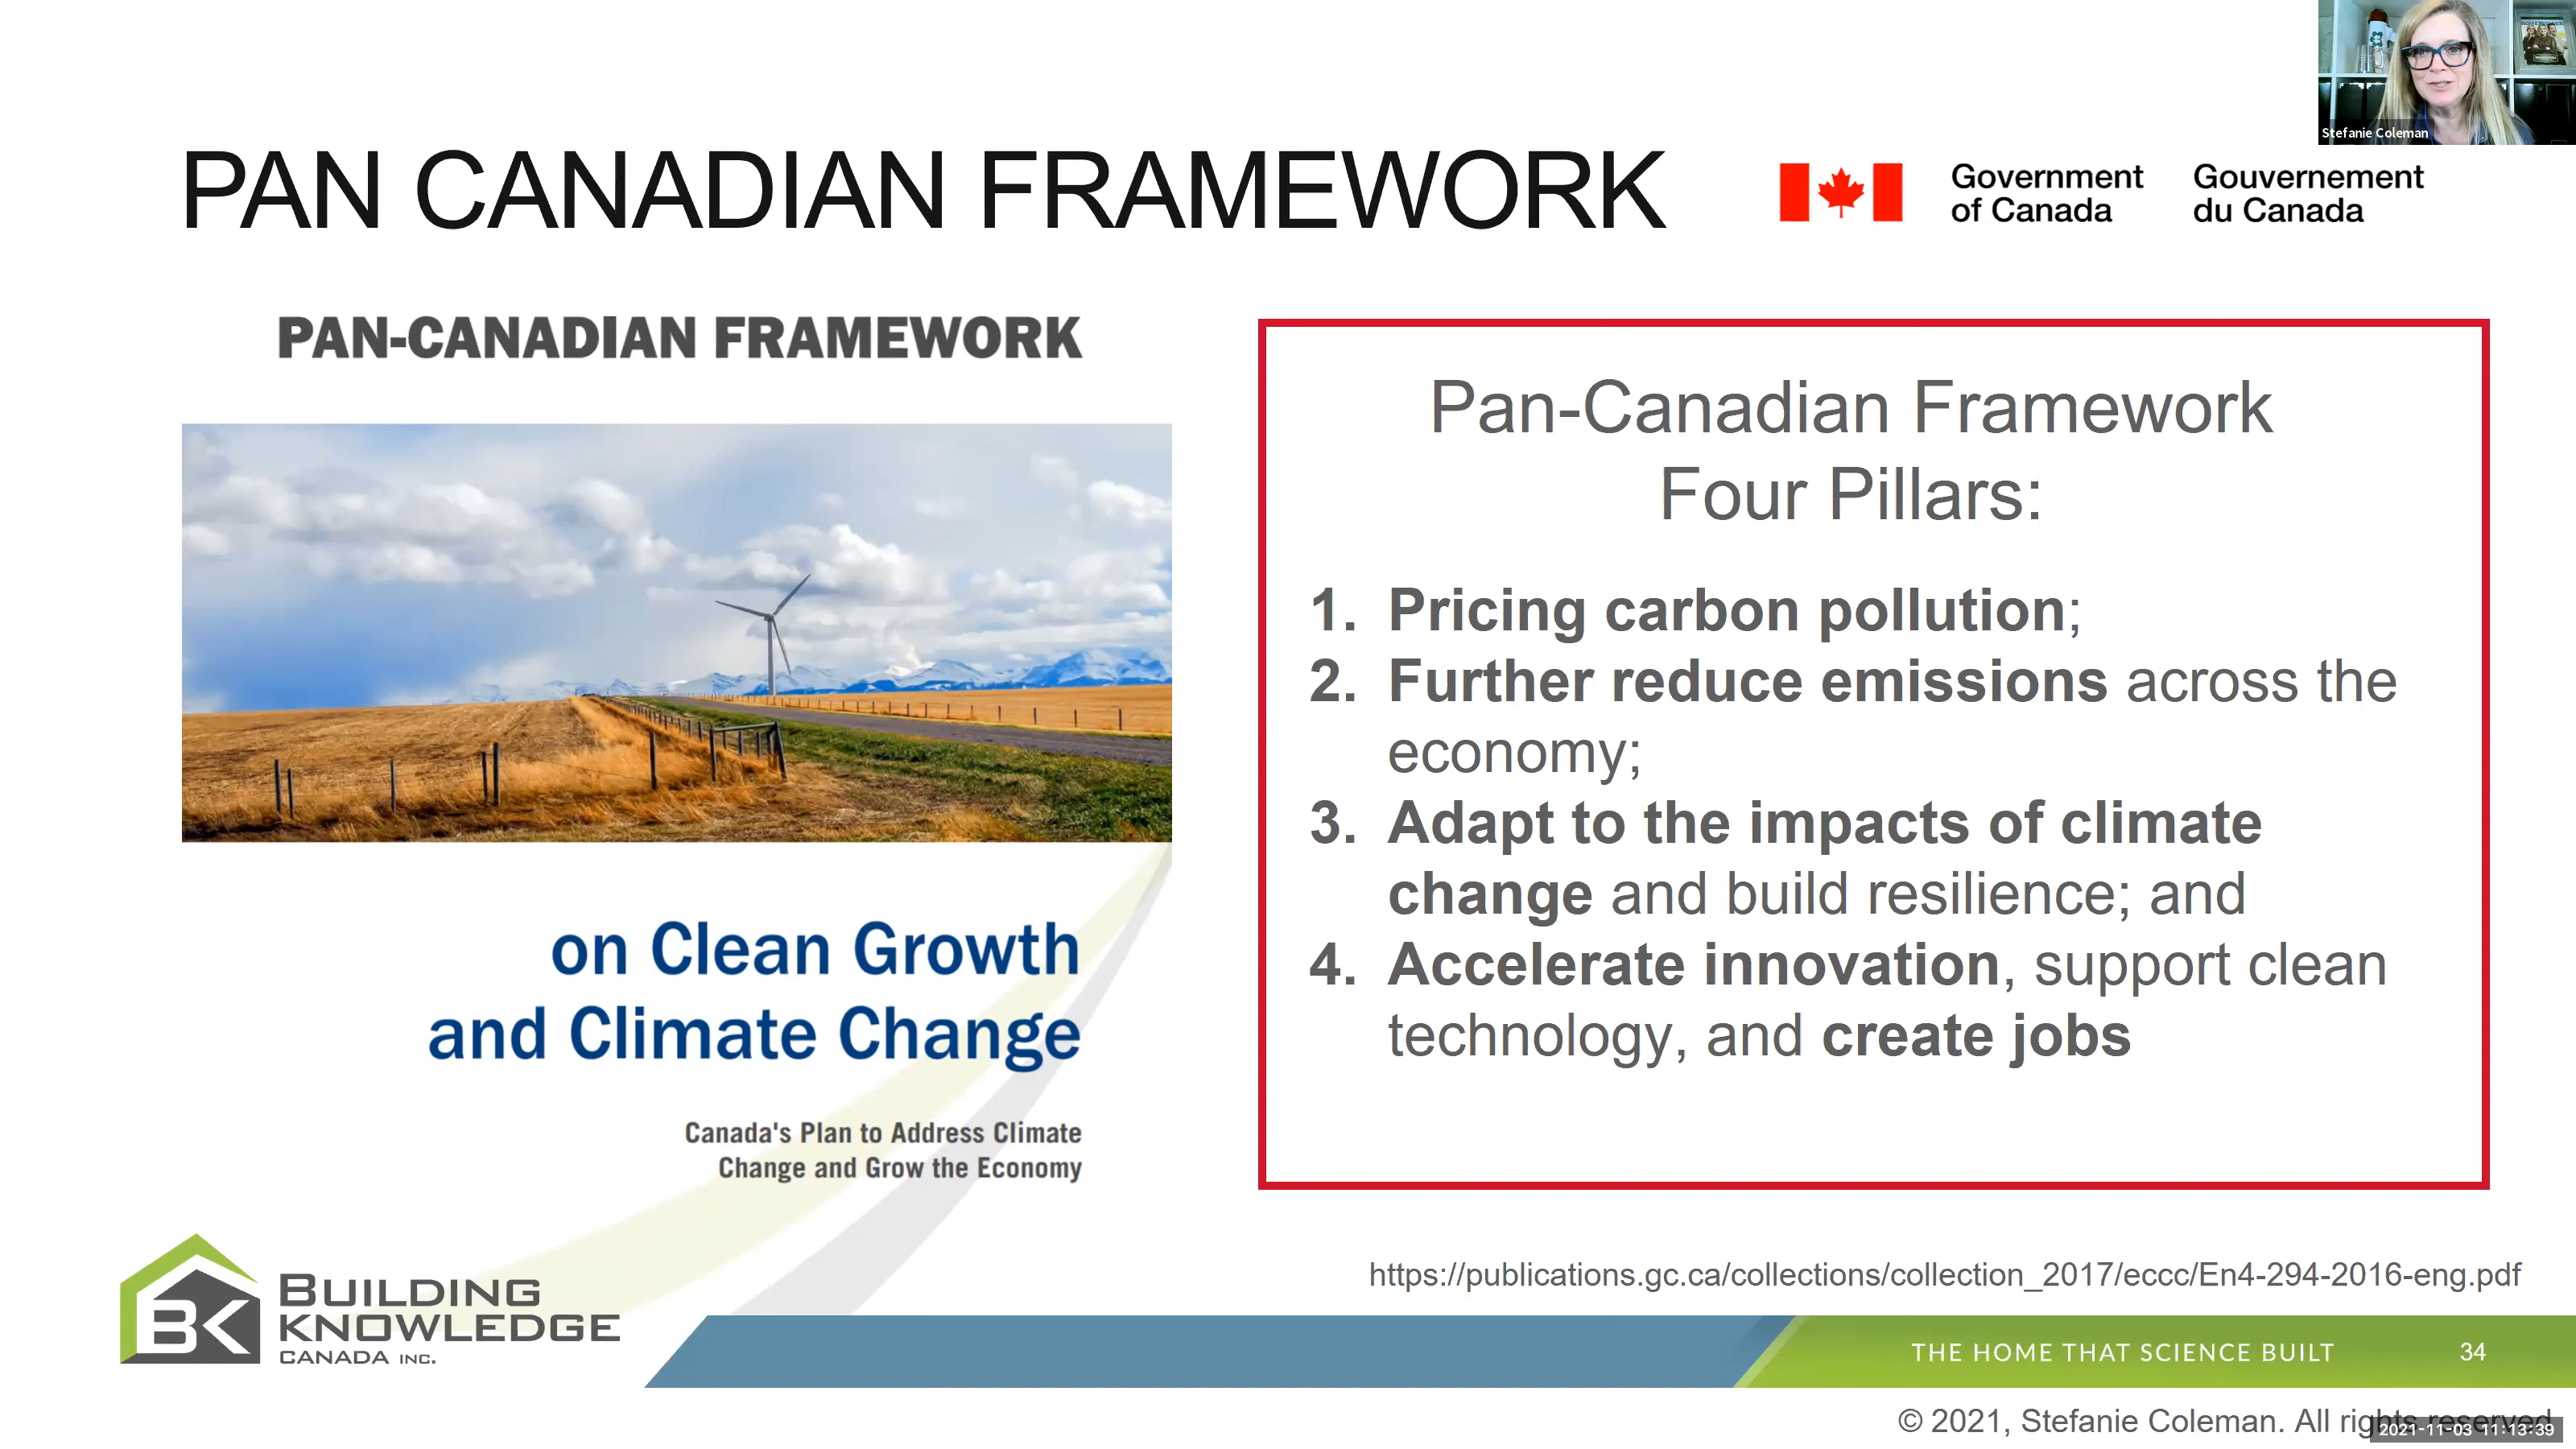 Stefanie Coleman
PAN CANADIAN FRAMEWORK
Government
of Canada
Gouvernement
du Canada
PAN-CANADIAN FRAMEWORK
on Clean Growth
and Climate Change
Canada's Plan to Address Climate
Change and Grow the Economy
Pan-Canadian Framework
Four Pillars:
1. Pricing carbon pollution;
2. Further reduce emissions across the
economy;
3. Adapt to the impacts of climate
change and build resilience; and
4. Accelerate innovation, support clean
technology, and create jobs
https://publications.gc.ca/collections/collection_2017/eccc/En4-294-2016-eng.pdf
BK
BUILDING
KNOWLEDGE
CANADA INC.
THE HOME THAT SCIENCE BUILT
34
© 2021, Stefanie Coleman. All rights reserved
2021-11-03 11:13:39